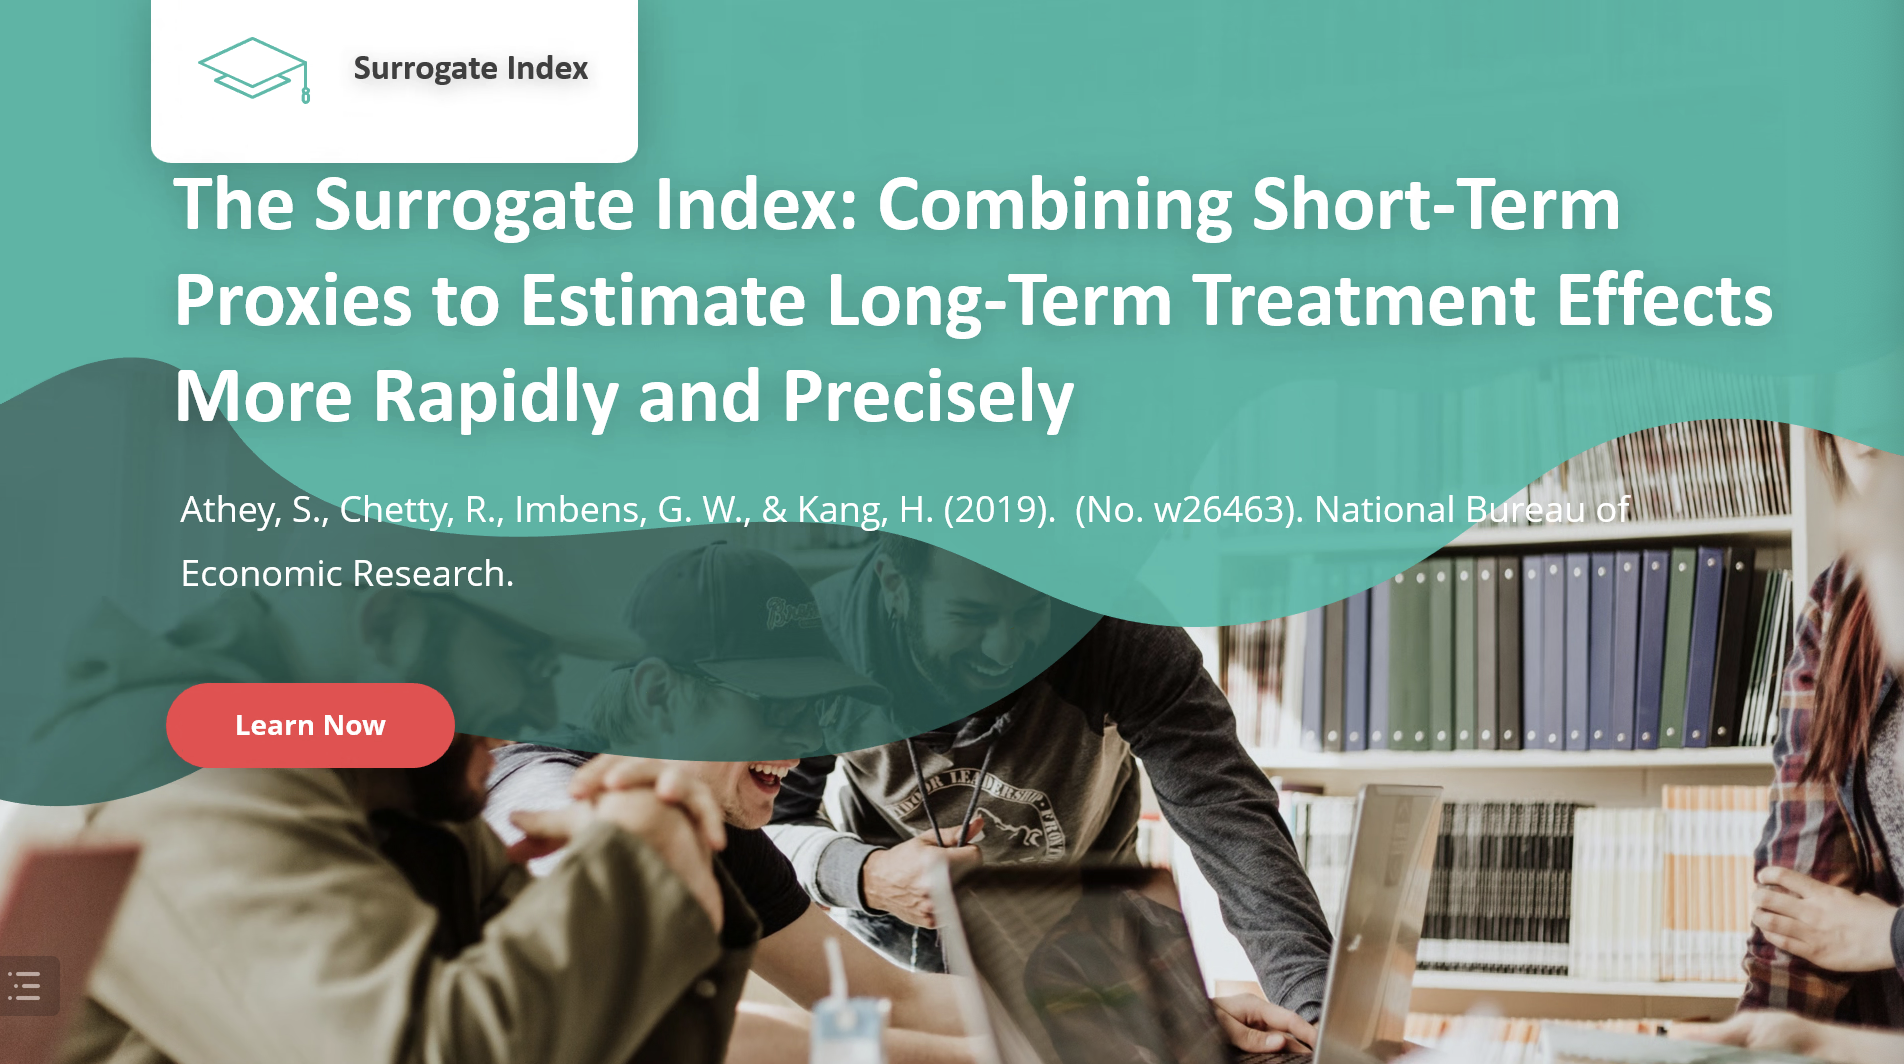 Surrogate Index
The Surrogate Index: Combining Short-Term
Proxies to Estimate Long-Term Treatment Effects
More Rapidly and Precisely
Athey, S., Chetty, R., Imbens, G. W., & Kang, H. (2019).  (No. w26463). National Bureau of
Economic Research.
Learn Now
LEADERSHIP